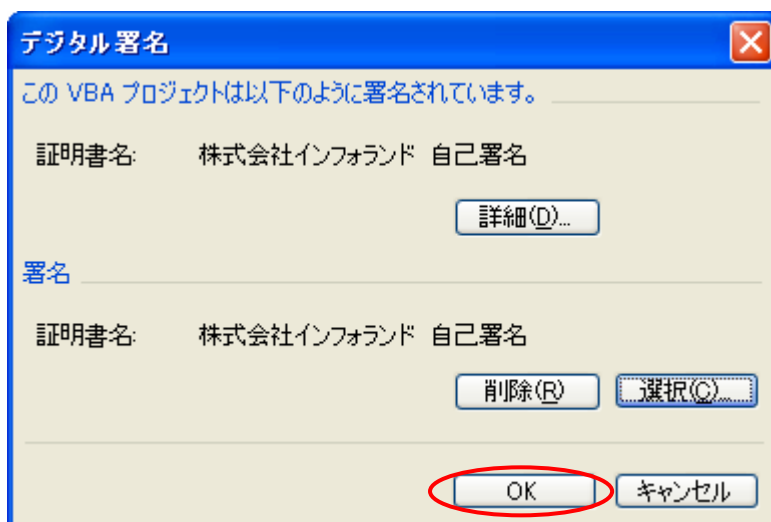 デジタル署名
この VBA プロジェクトは以下のように署名されています。
証明書名: 株式会社インフォランド 自己署名
詳細(D)...
署名
証明書名: 株式会社インフォランド 自己署名
削除(R) 選択(C)...
OK キャンセル